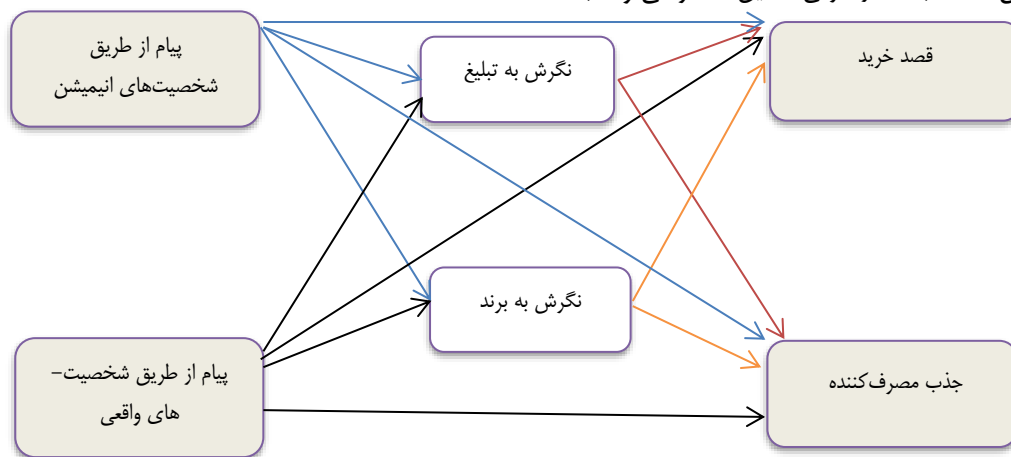 پیام از طریق
شخصیت‌های انیمیشن
نگرش به تبلیغ
قصد خرید
نگرش به برند
پیام از طریق شخصیت-
های واقعی
جذب مصرف‌کننده